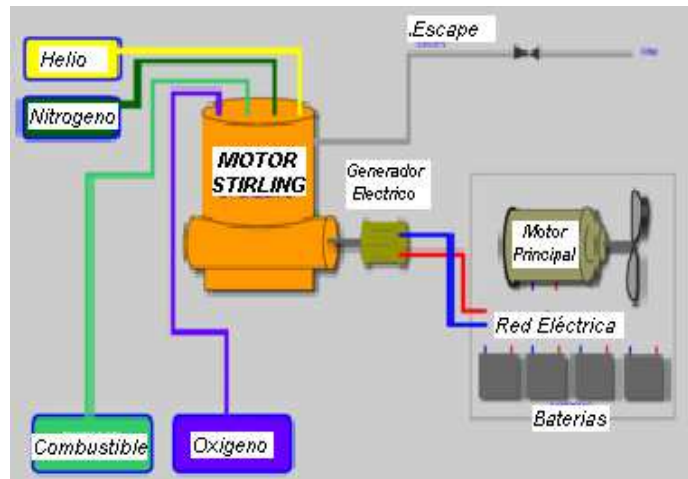 .Escape
Helio
Nitrogeno
MOTOR
STIRLING
Generador
Electrico
Motor
Principal
Red Eléctrica
Baterias
Combustible
Oxigeno